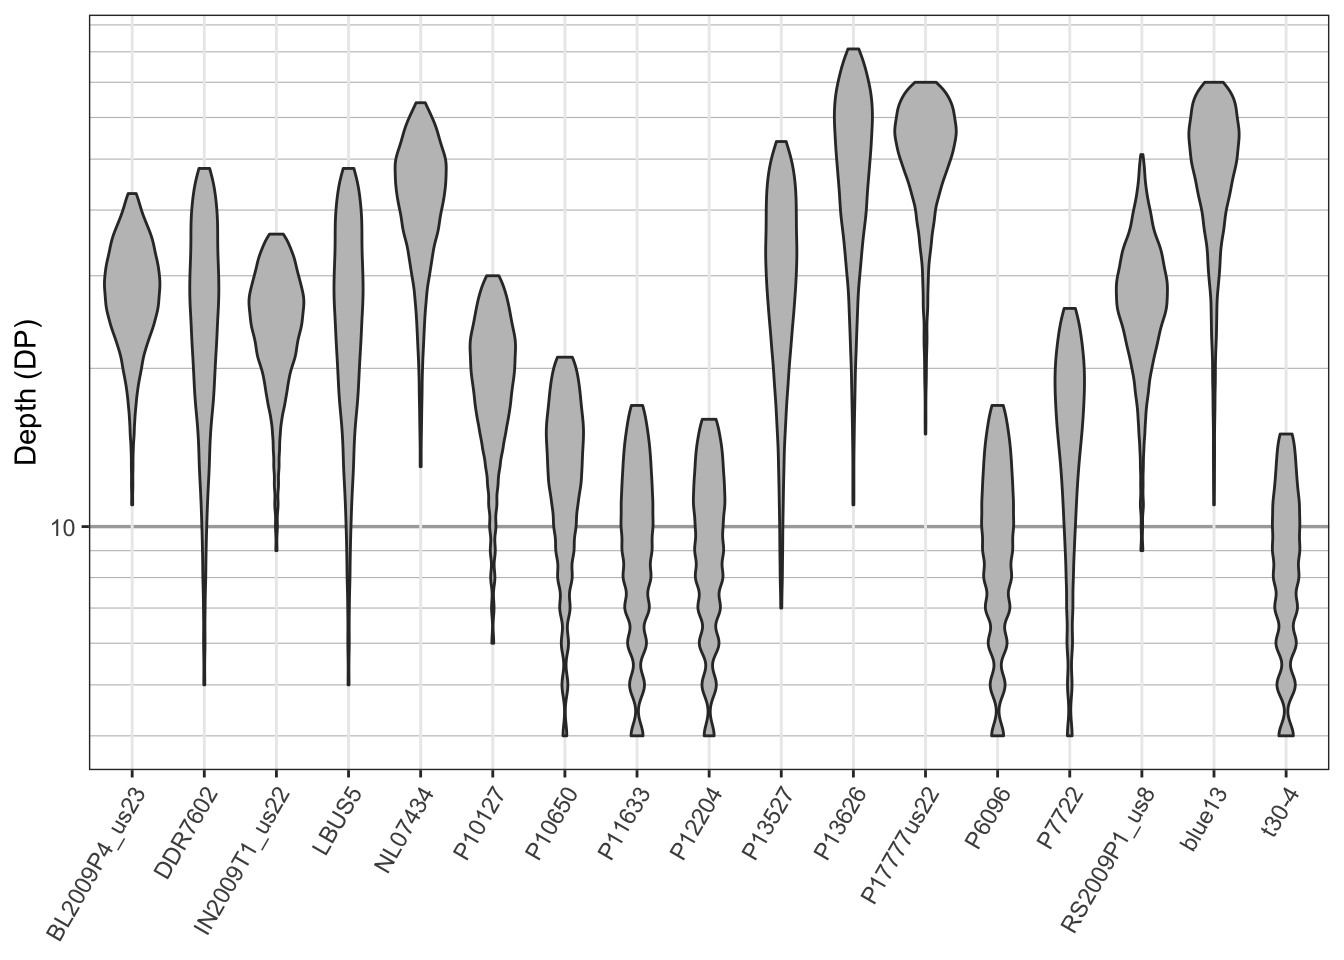 Depth (DP)
10
BL2009P4_us23
DDR7602
IN2009T1_us22
LBUS5
NL07434
P10127
P10650
P11633
P12204
P13527
P13626
P17777us22
P6096
P7722
RS2009P1_us8
blue13
t30-4